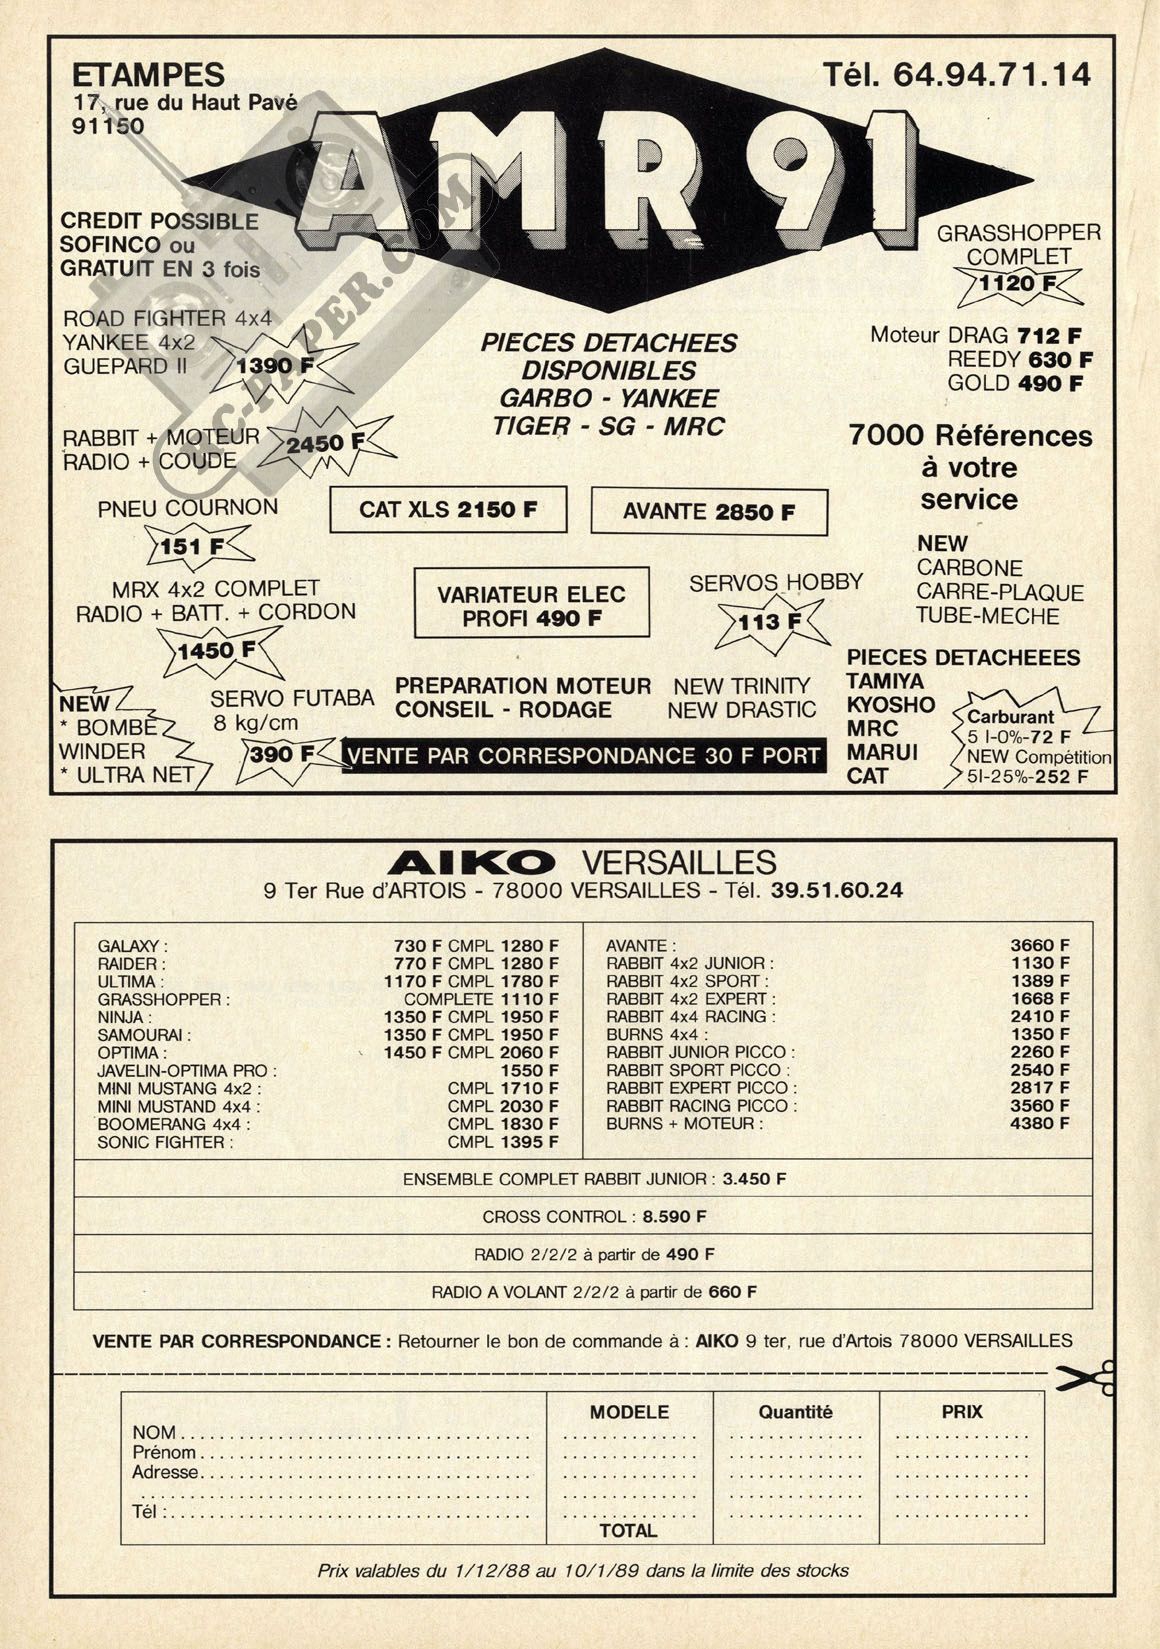 ETAMPES
17, rue du Haut Pavé
91150
Tél. 64.94.71.14
AMR 91
RC-PAPER.COM
CREDIT POSSIBLE
SOFINCO ou
GRATUIT EN 3 fois
ROAD FIGHTER 4x4
YANKEE 4x2
GUEPARD II
1390 F
RABBIT + MOTEUR
RADIO + COUDE
2450 F
PNEU COURNON
151 F
MRX 4x2 COMPLET
RADIO + BATT. + CORDON
1450 F
NEW
* BOMBE
WINDER
* ULTRA NET
SERVO FUTABA
8 kg/cm
390 F
PIECES DETACHEES
DISPONIBLES
GARBO - YANKEE
TIGER - SG - MRC
CAT XLS 2150 F
AVANTE 2850 F
VARIATEUR ELEC
PROFI 490 F
SERVOS HOBBY
113 F
PREPARATION MOTEUR
CONSEIL - RODAGE
NEW TRINITY
NEW DRASTIC
VENTE PAR CORRESPONDANCE 30 F PORT
GRASSHOPPER
COMPLET
1120 F
Moteur DRAG 712 F
REEDY 630 F
GOLD 490 F
7000 Références
à votre
service
NEW
CARBONE
CARRE-PLAQUE
TUBE-MECHE
PIECES DETACHEEES
TAMIYA
KYOSHO
MRC
MARUI
CAT
Carburant
5 l-0%-72 F
NEW Compétition
5l-25%-252 F
AIKO VERSAILLES
9 Ter Rue d'ARTOIS - 78000 VERSAILLES - Tél. 39.51.60.24
GALAXY : 730 F CMPL 1280 F
RAIDER : 770 F CMPL 1280 F
ULTIMA : 1170 F CMPL 1780 F
GRASSHOPPER : COMPLETE 1110 F
NINJA : 1350 F CMPL 1950 F
SAMOURAI : 1350 F CMPL 1950 F
OPTIMA : 1450 F CMPL 2060 F
JAVELIN-OPTIMA PRO : 1550 F
MINI MUSTANG 4x2 : CMPL 1710 F
MINI MUSTAND 4x4 : CMPL 2030 F
BOOMERANG 4x4 : CMPL 1830 F
SONIC FIGHTER : CMPL 1395 F
AVANTE : 3660 F
RABBIT 4x2 JUNIOR : 1130 F
RABBIT 4x2 SPORT : 1389 F
RABBIT 4x2 EXPERT : 1668 F
RABBIT 4x4 RACING : 2410 F
BURNS 4x4 : 1350 F
RABBIT JUNIOR PICCO : 2260 F
RABBIT SPORT PICCO : 2540 F
RABBIT EXPERT PICCO : 2817 F
RABBIT RACING PICCO : 3560 F
BURNS + MOTEUR : 4380 F
ENSEMBLE COMPLET RABBIT JUNIOR : 3.450 F
CROSS CONTROL : 8.590 F
RADIO 2/2/2 à partir de 490 F
RADIO A VOLANT 2/2/2 à partir de 660 F
VENTE PAR CORRESPONDANCE : Retourner le bon de commande à : AIKO 9 ter, rue d'Artois 78000 VERSAILLES
MODELE Quantité PRIX
NOM
Prénom
Adresse
Tél :
TOTAL
Prix valables du 1/12/88 au 10/1/89 dans la limite des stocks